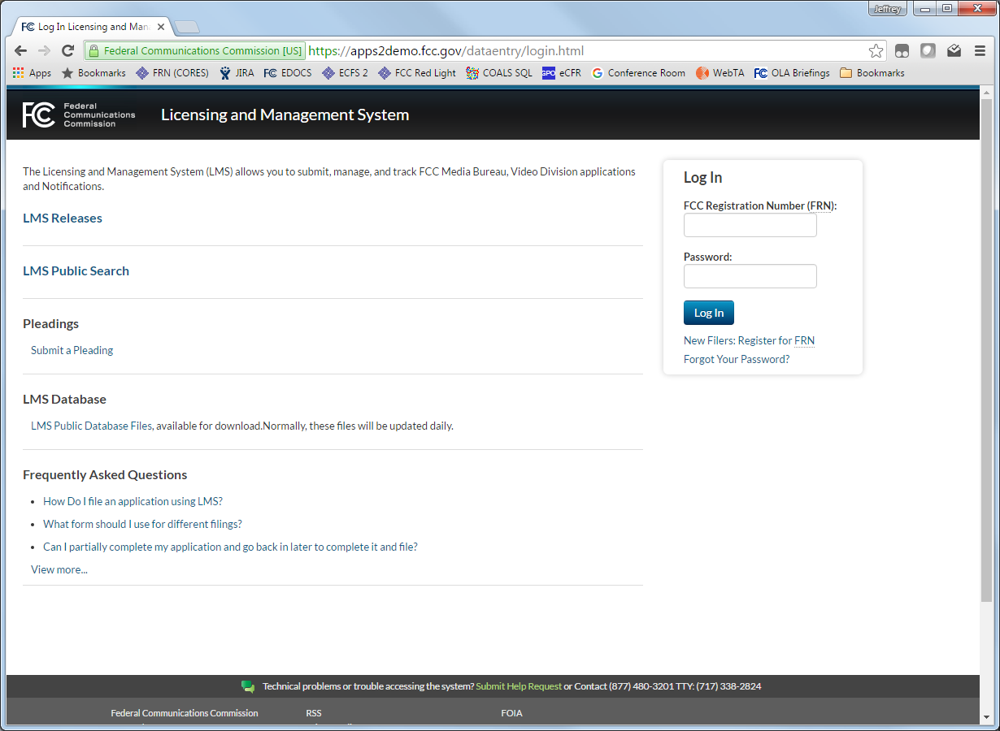 Jeffrey
FC Log In Licensing and Man
Federal Communications Commission [US] https://apps2demo.fcc.gov/dataentry/login.html
Apps Bookmarks FRN (CORES) JIRA FC EDOCS ECFS 2 FCC Red Light COALS SQL GPO eCFR G Conference Room WebTA FC OLA Briefings Bookmarks
FCC Federal
Communications
Commission
Licensing and Management System
The Licensing and Management System (LMS) allows you to submit, manage, and track FCC Media Bureau, Video Division applications
and Notifications.
LMS Releases
LMS Public Search
Pleadings
Submit a Pleading
LMS Database
LMS Public Database Files, available for download.Normally, these files will be updated daily.
Frequently Asked Questions
• How Do I file an application using LMS?
• What form should I use for different filings?
• Can I partially complete my application and go back in later to complete it and file?
View more...
Log In
FCC Registration Number (FRN):
Password:
Log In
New Filers: Register for FRN
Forgot Your Password?
Technical problems or trouble accessing the system? Submit Help Request or Contact (877) 480-3201 TTY: (717) 338-2824
Federal Communications Commission RSS FOIA